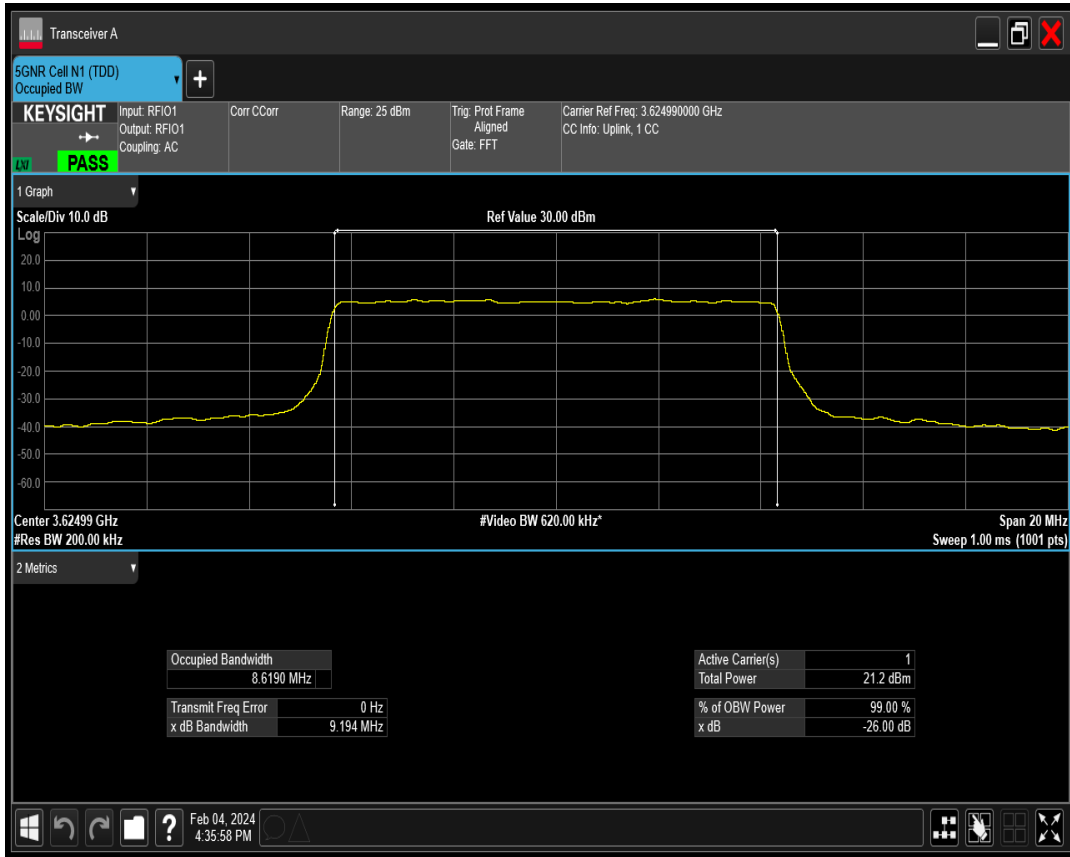 Transceiver A
5GNR Cell N1 (TDD)
Occupied BW
KEYSIGHT
LXI
PASS
Input: RFIO1
Output: RFIO1
Coupling: AC
Corr CCorr
Range: 25 dBm
Trig: Prot Frame
Aligned
Gate: FFT
Carrier Ref Freq: 3.624990000 GHz
CC Info: Uplink, 1 CC
1 Graph
Scale/Div 10.0 dB
Ref Value 30.00 dBm
Log
20.0
10.0
0.00
-10.0
-20.0
-30.0
-40.0
-50.0
-60.0
Center 3.62499 GHz
#Video BW 620.00 kHz*
Span 20 MHz
#Res BW 200.00 kHz
Sweep 1.00 ms (1001 pts)
2 Metrics
Occupied Bandwidth
8.6190 MHz
Transmit Freq Error 0 Hz
x dB Bandwidth 9.194 MHz
Active Carrier(s) 1
Total Power 21.2 dBm
% of OBW Power 99.00 %
x dB -26.00 dB
?
Feb 04, 2024
4:35:58 PM